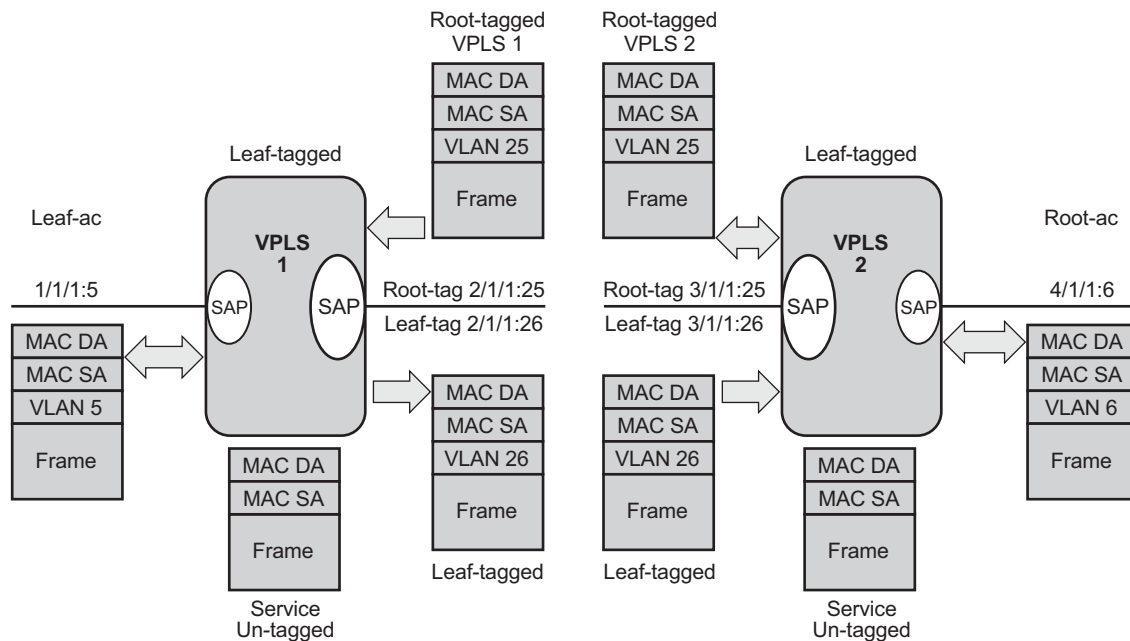 Root-tagged
VPLS 1
MAC DA
MAC SA
VLAN 25
Frame
Root-tagged
VPLS 2
MAC DA
MAC SA
VLAN 25
Frame
Leaf-tagged
Leaf-tagged
Leaf-ac
VPLS
1
VPLS
2
Root-ac
1/1/1:5
SAP
SAP
Root-tag 2/1/1:25
Leaf-tag 2/1/1:26
Root-tag 3/1/1:25
Leaf-tag 3/1/1:26
SAP
SAP
4/1/1:6
MAC DA
MAC SA
VLAN 5
Frame
MAC DA
MAC SA
Frame
Service
Un-tagged
MAC DA
MAC SA
VLAN 26
Frame
Leaf-tagged
MAC DA
MAC SA
VLAN 26
Frame
Leaf-tagged
MAC DA
MAC SA
Frame
Service
Un-tagged
MAC DA
MAC SA
VLAN 6
Frame